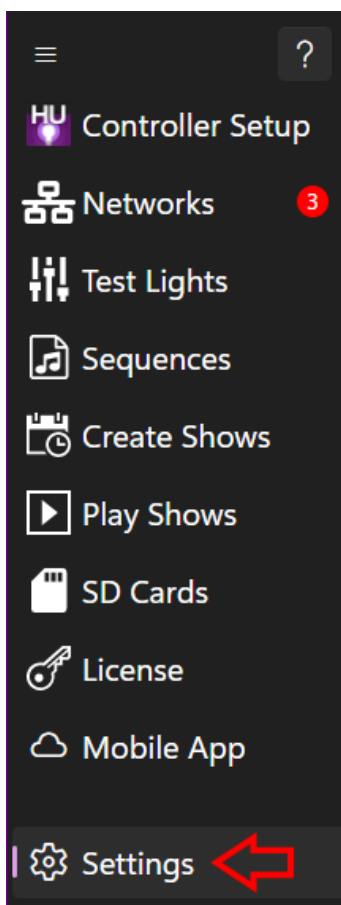 ?
HU Controller Setup
Networks 3
Test Lights
Sequences
Create Shows
Play Shows
SD Cards
License
Mobile App
Settings